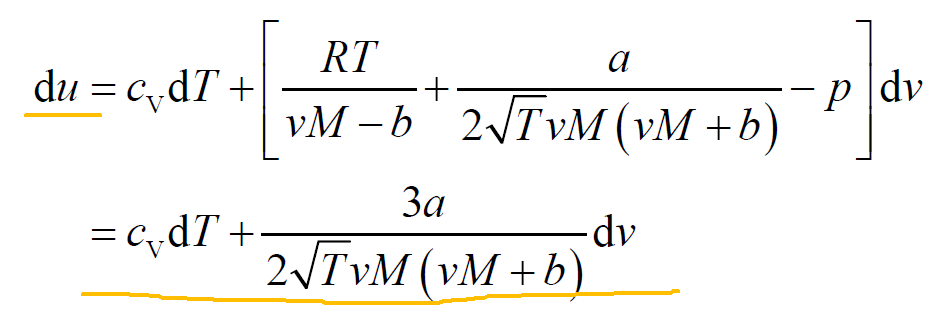 du = c_V dT + [ RT / (vM − b) + a / (2√T vM (vM + b)) − p ] dv
= c_V dT + 3a / (2√T vM (vM + b)) dv